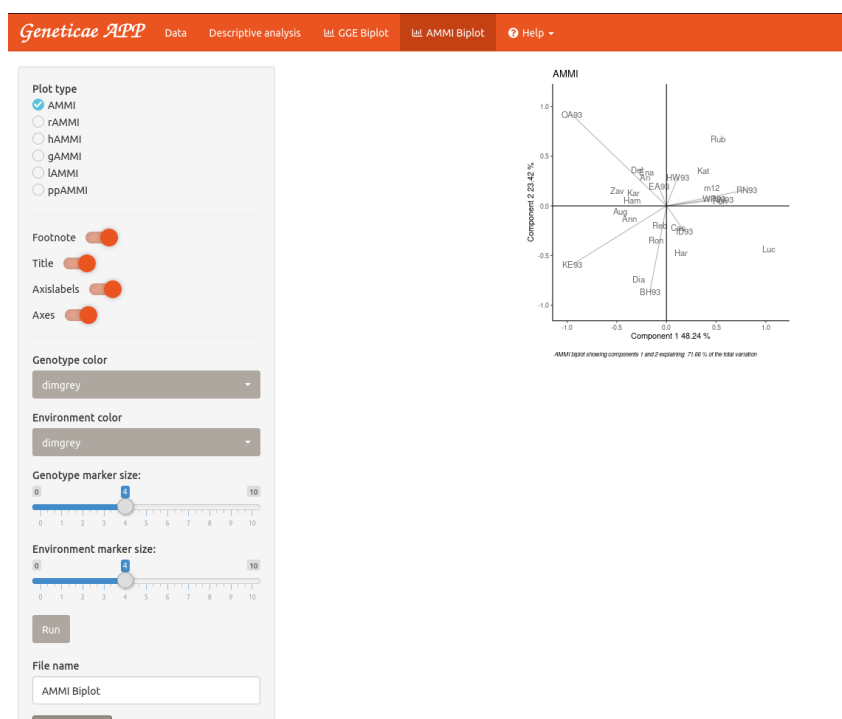 Geneticae APP Data Descriptive analysis GGE Biplot AMMI Biplot Help
Plot type
AMMI
rAMMI
hAMMI
gAMMI
lAMMI
ppAMMI
Footnote
Title
Axislabels
Axes
Genotype color
dimgrey
Environment color
dimgrey
Genotype marker size:
0 4 10
0 1 2 3 4 5 6 7 8 9 10
Environment marker size:
0 4 10
0 1 2 3 4 5 6 7 8 9 10
Run
File name
AMMI Biplot
AMMI
Component 2 23.42 %
1.0
0.5
0.0
-0.5
-1.0
OA93
Rub
Ena
Kat
An
HW93
EA93
m12
RN93
Zav
Kar
Ham
Aug
Ann
Reb
ID93
Ron
Har
Luc
KE93
Dia
BH93
-1.0 -0.5 0.0 0.5 1.0
Component 1 48.24 %
AMMI biplot showing components 1 and 2 explaining 71.66 % of the total variation